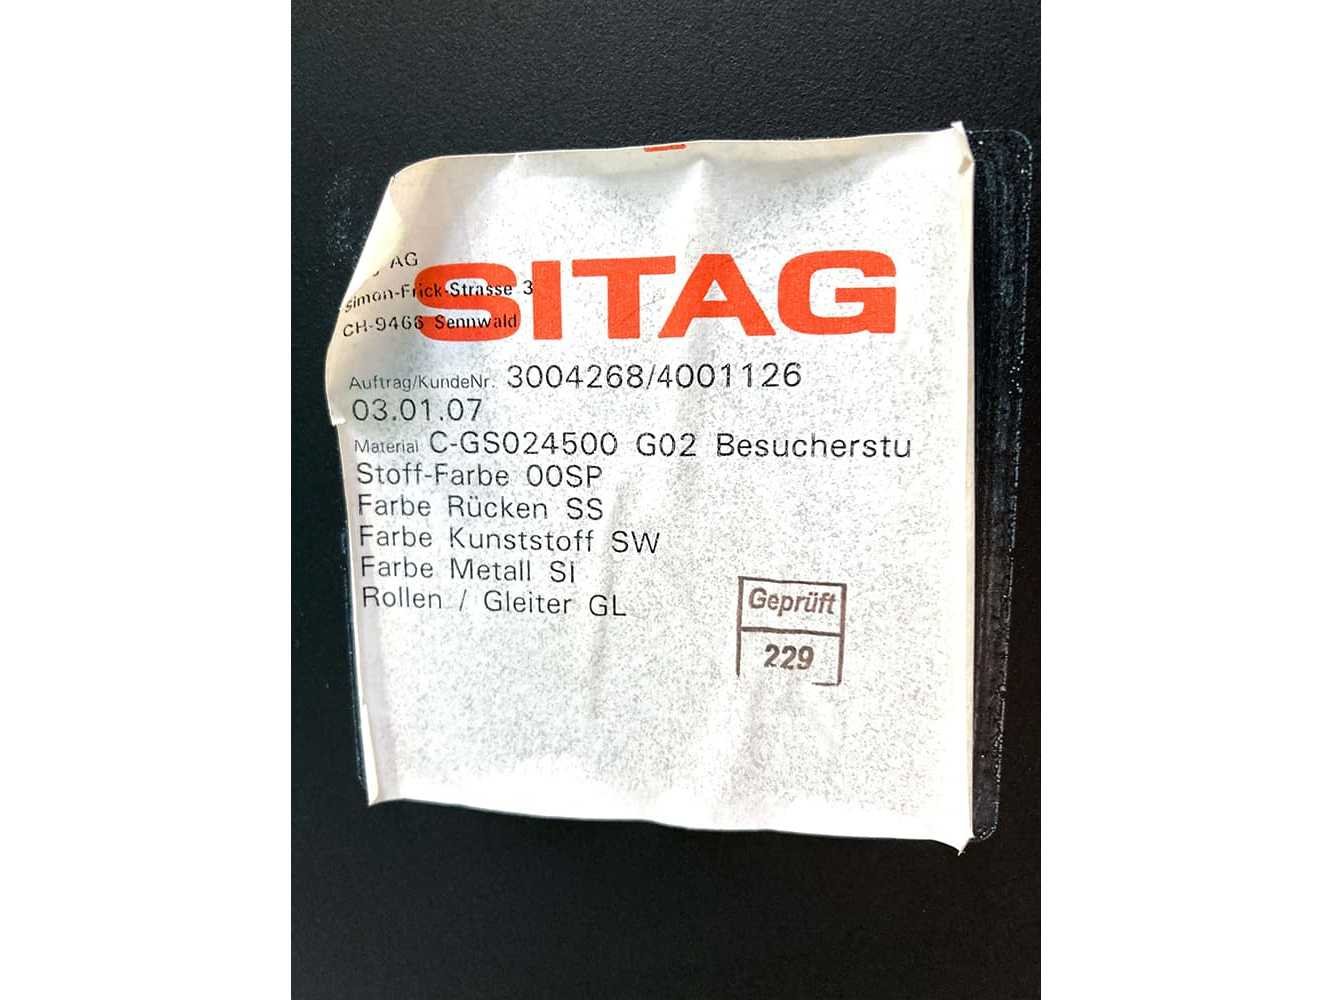 AG
SITAG
Simon-Frick-Strasse 3
CH-9466 Sennwald
Auftrag/KundeNr. 3004268/4001126
03.01.07
Material C-GS024500 G02 Besucherstu
Stoff-Farbe 00SP
Farbe Rücken SS
Farbe Kunststoff SW
Farbe Metall SI
Rollen / Gleiter GL
Geprüft
229